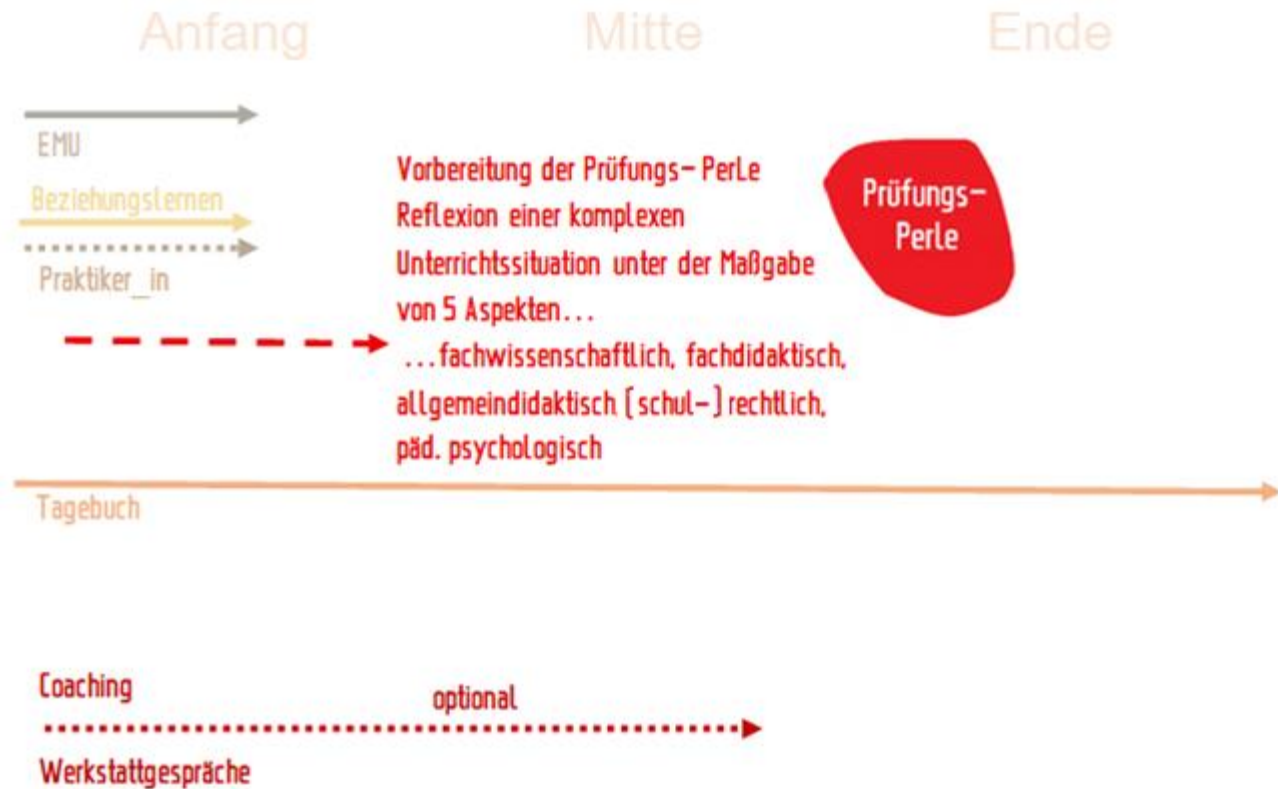 Anfang Mitte Ende
EMU
Beziehungslernen
Praktiker_in
Vorbereitung der Prüfungs-Perle
Reflexion einer komplexen
Unterrichtssituation unter der Maßgabe
von 5 Aspekten...
...fachwissenschaftlich, fachdidaktisch,
allgemeindidaktisch (schul-) rechtlich,
päd. psychologisch
Prüfungs-
Perle
Tagebuch
Coaching
optional
Werkstattgespräche